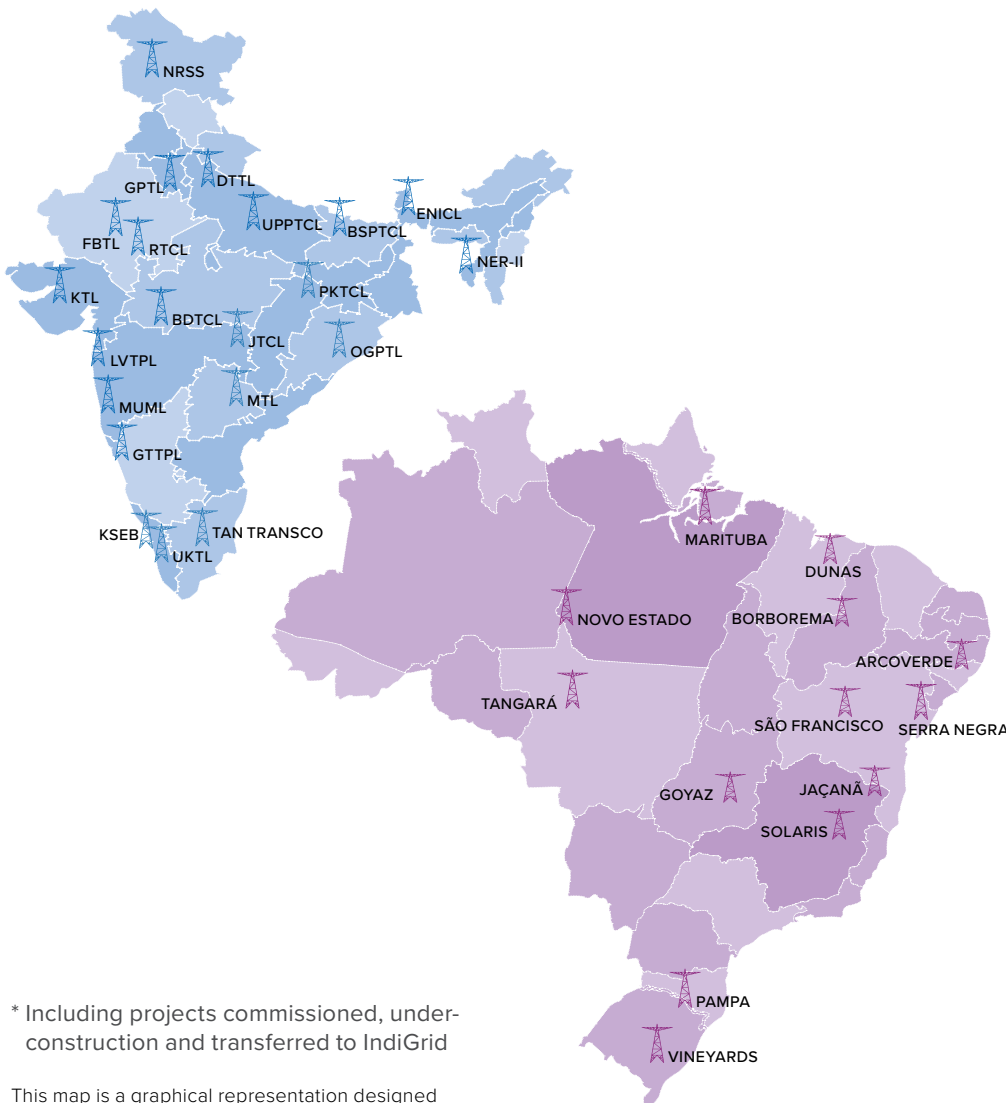 NRSS
GPTL
DTTL
ENICL
UPPTCL
BSPTCL
FBTL
RTCL
NER-II
KTL
PKTCL
BDTCL
JTCL
OGPTL
LVTPL
MUML
MTL
GTTPL
KSEB
UKTL
TAN TRANSCO
MARITUBA
DUNAS
NOVO ESTADO
BORBOREMA
ARCOVERDE
TANGARÁ
SÃO FRANCISCO
SERRA NEGRA
GOYAZ
JAÇANÃ
SOLARIS
PAMPA
VINEYARDS
* Including projects commissioned, under-
construction and transferred to IndiGrid
This map is a graphical representation designed